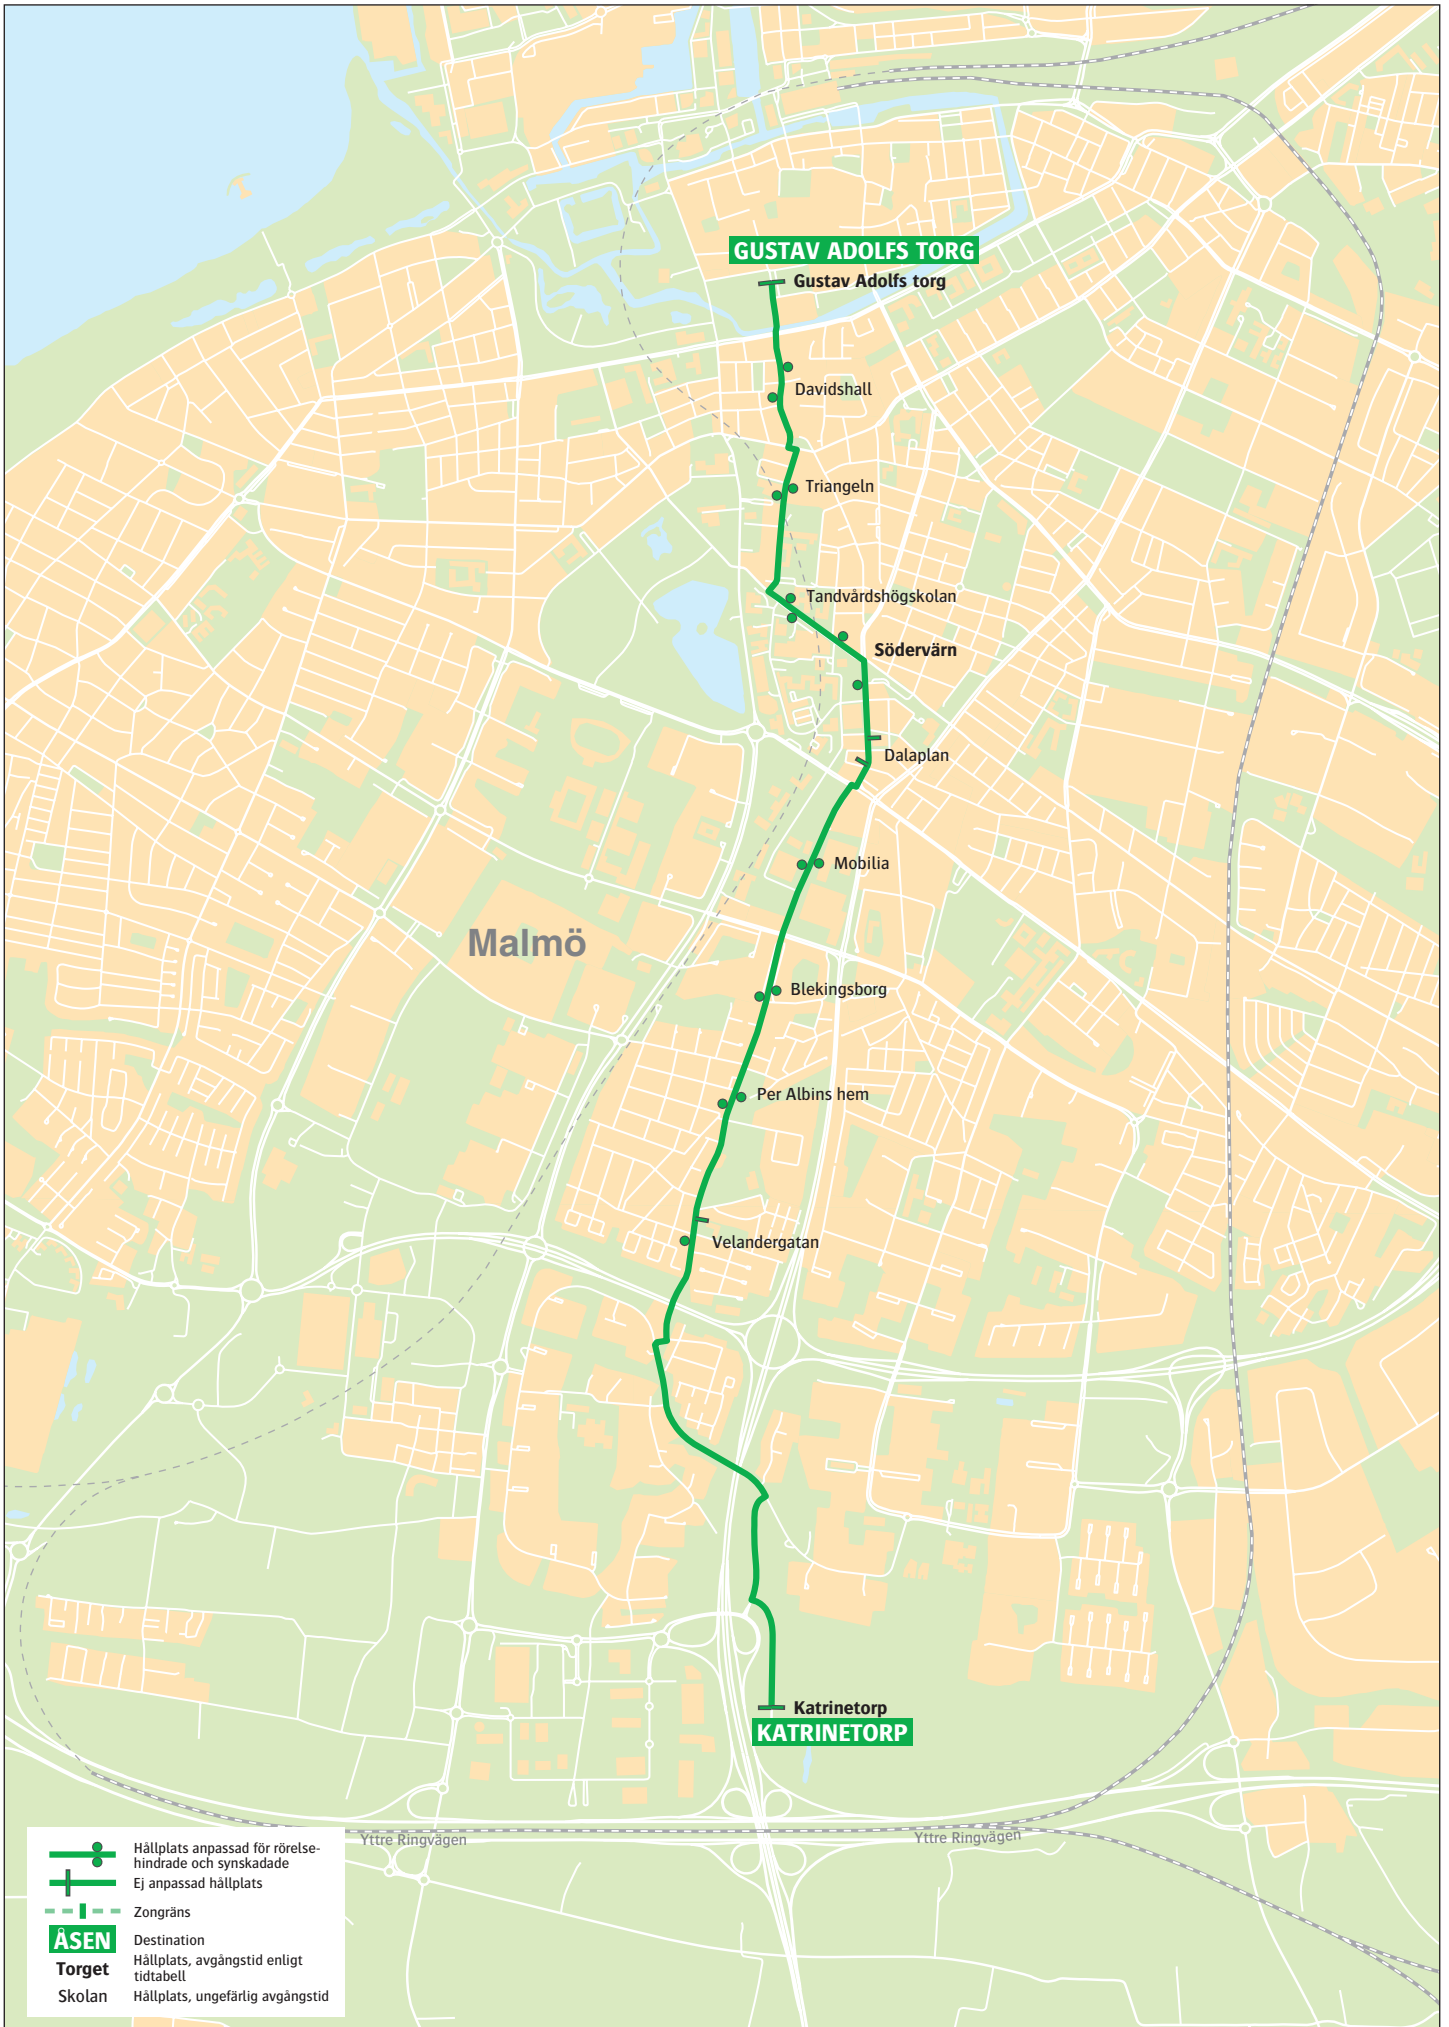 GUSTAV ADOLFS TORG
Gustav Adolfs torg
Davidshall
Triangeln
Tandvårdshögskolan
Södervärn
Dalaplan
Mobilia
Malmö
Blekingsborg
Per Albins hem
Velandergatan
Katrinetorp
KATRINETORP
Yttre Ringvägen
Yttre Ringvägen
Hållplats anpassad för rörelse-
hindrade och synskadade
Ej anpassad hållplats
Zongräns
ÅSEN Destination
Torget Hållplats, avgångstid enligt
tidtabell
Skolan Hållplats, ungefärlig avgångstid